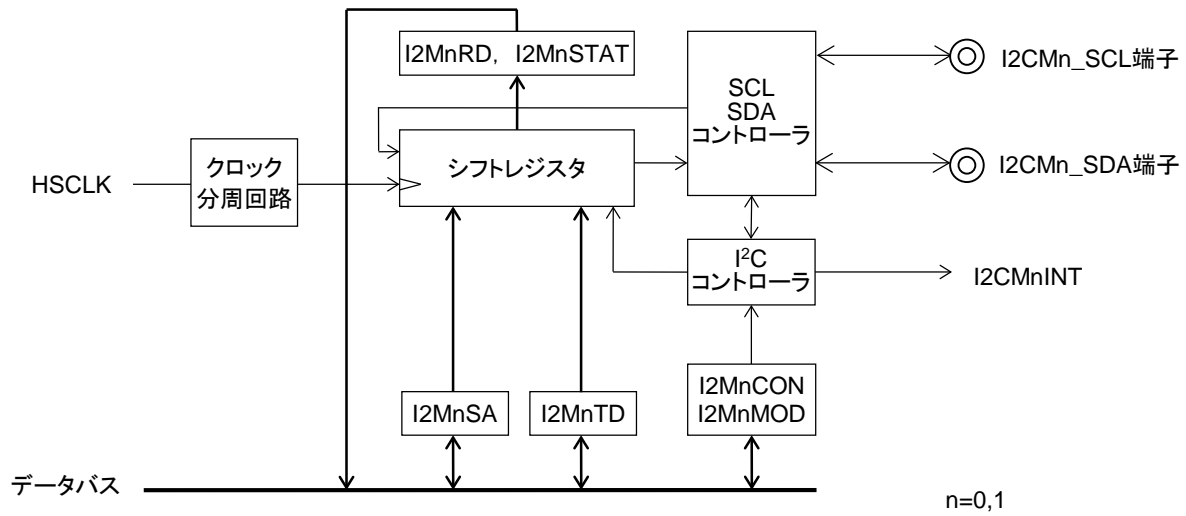 I2MnRD, I2MnSTAT
SCL
SDA
コントローラ
I2CMn_SCL端子
HSCLK
クロック
分周回路
シフトレジスタ
I2CMn_SDA端子
I²C
コントローラ
I2CMnINT
I2MnSA
I2MnTD
I2MnCON
I2MnMOD
データバス
n=0,1